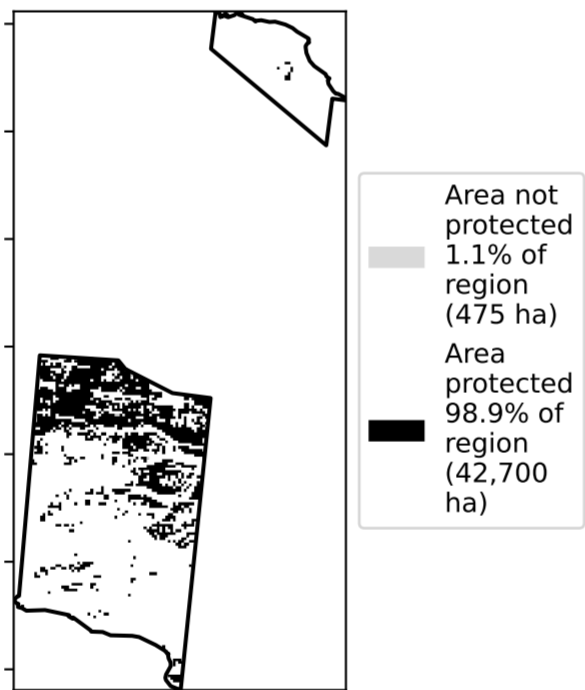 Area not
protected
1.1% of
region
(475 ha)
Area
protected
98.9% of
region
(42,700
ha)